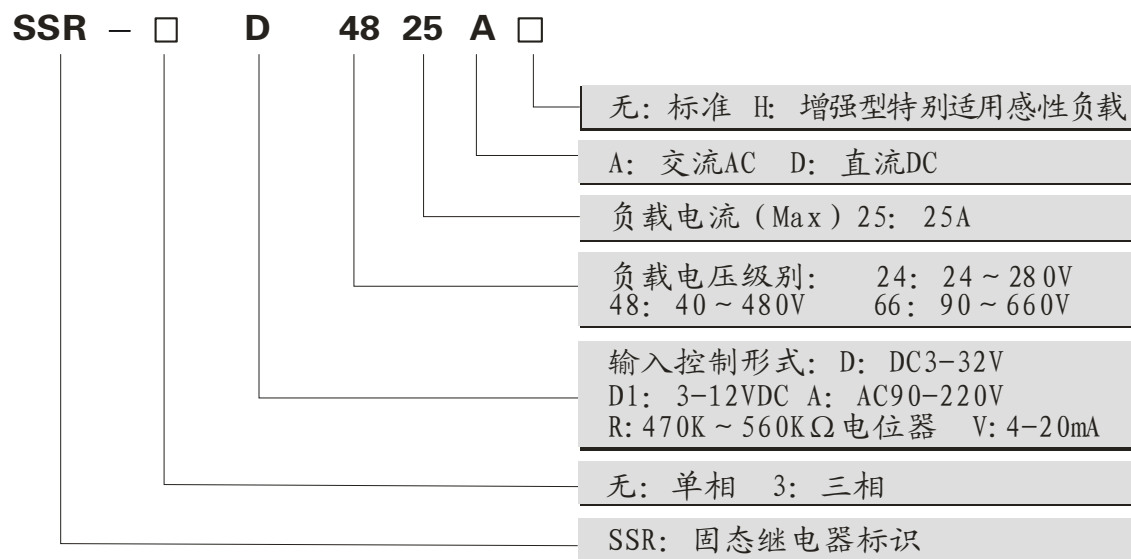 SSR – □ D 48 25 A □
无: 标准 H: 增强型特别适用感性负载
A: 交流AC D: 直流DC
负载电流(Max)25: 25A
负载电压级别: 24: 24~280V
48: 40~480V 66: 90~660V
输入控制形式: D: DC3-32V
D1: 3-12VDC A: AC90-220V
R:470K~560KΩ电位器 V:4-20mA
无: 单相 3: 三相
SSR: 固态继电器标识